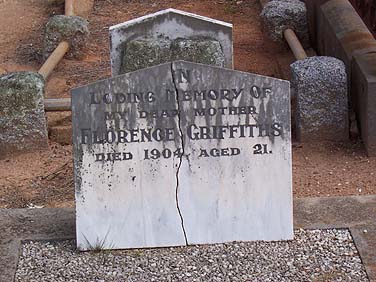 IN
LOVING MEMORY OF
MY DEAR MOTHER
FLORENCE GRIFFITHS
DIED 1904. AGED 21.